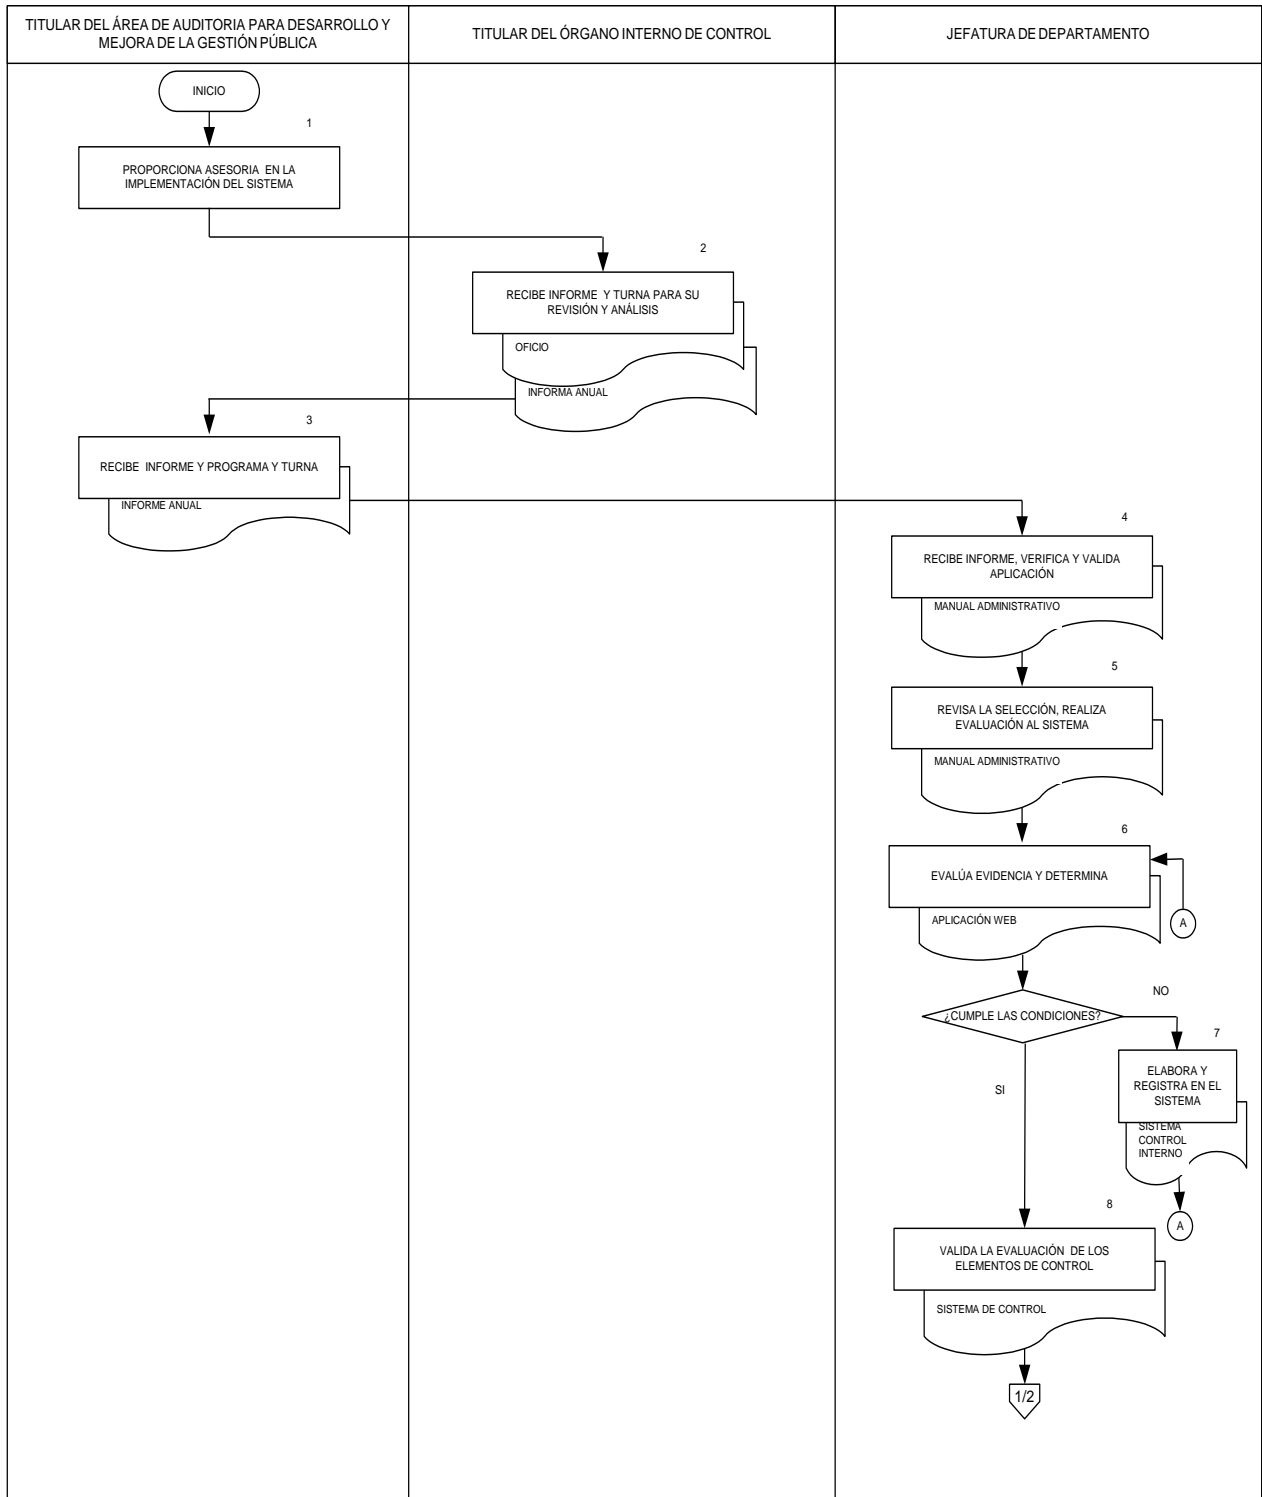 TITULAR DEL ÁREA DE AUDITORIA PARA DESARROLLO Y
MEJORA DE LA GESTIÓN PÚBLICA
TITULAR DEL ÓRGANO INTERNO DE CONTROL
JEFATURA DE DEPARTAMENTO
INICIO
1
PROPORCIONA ASESORIA EN LA
IMPLEMENTACIÓN DEL SISTEMA
2
RECIBE INFORME Y TURNA PARA SU
REVISIÓN Y ANÁLISIS
OFICIO
INFORMA ANUAL
3
RECIBE INFORME Y PROGRAMA Y TURNA
INFORME ANUAL
4
RECIBE INFORME, VERIFICA Y VALIDA
APLICACIÓN
MANUAL ADMINISTRATIVO
5
REVISA LA SELECCIÓN, REALIZA
EVALUACIÓN AL SISTEMA
MANUAL ADMINISTRATIVO
6
EVALÚA EVIDENCIA Y DETERMINA
APLICACIÓN WEB
A
¿CUMPLE LAS CONDICIONES?
NO
7
ELABORA Y
REGISTRA EN EL
SISTEMA
SISTEMA
CONTROL
INTERNO
SI
A
8
VALIDA LA EVALUACIÓN DE LOS
ELEMENTOS DE CONTROL
SISTEMA DE CONTROL
1/2